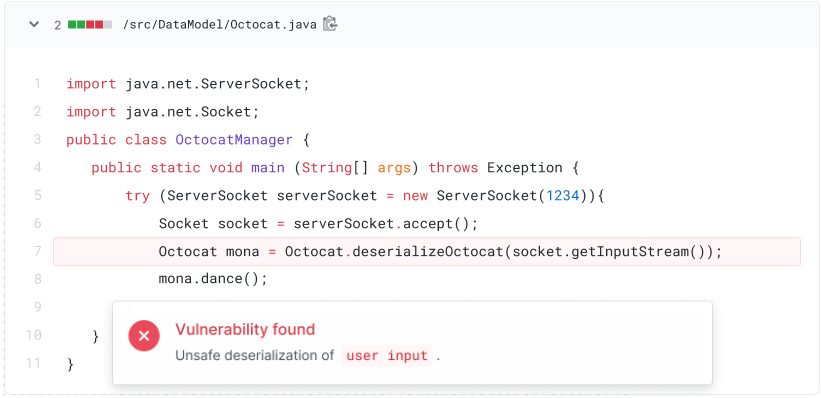 2 /src/DataModel/Octocat.java
1 import java.net.ServerSocket;
2 import java.net.Socket;
3 public class OctocatManager {
4 public static void main (String[] args) throws Exception {
5 try (ServerSocket serverSocket = new ServerSocket(1234)){
6 Socket socket = serverSocket.accept();
7 Octocat mona = Octocat.deserializeOctocat(socket.getInputStream());
8 mona.dance();
9
Vulnerability found
Unsafe deserialization of user input .
10 }
11 }